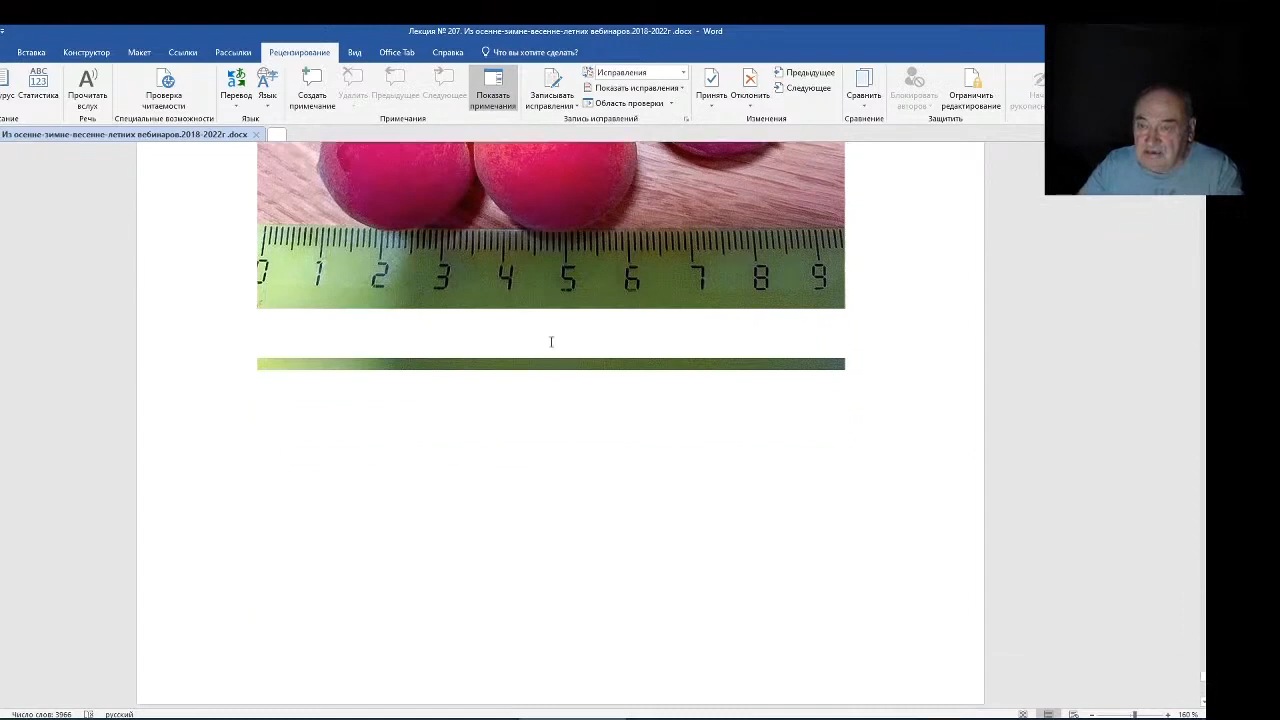 Лекция № 207. Из осенне-зимне-весенне-летних вебинаров.2018-2022г .docx - Word
Вставка Конструктор Макет Ссылки Рассылки Рецензирование Вид Office Tab Справка Что вы хотите сделать?
ABC
123
Статистика
Прочитать
вслух
Проверка
читаемости
Перевод
Язык
Создать
примечание
Удалить
Предыдущее
Следующее
Показать
примечания
Записывать
исправления
Исправления
Показать исправления
Область проверки
Принять
Отклонить
Предыдущее
Следующее
Сравнить
Блокировать
авторов
Ограничить
редактирование
Речь Специальные возможности Язык Примечания Запись исправлений Изменения Сравнение Защитить
Из осенне-зимне-весенне-летних вебинаров.2018-2022г .docx
0 1 2 3 4 5 6 7 8 9
Число слов: 3966 русский 160 %